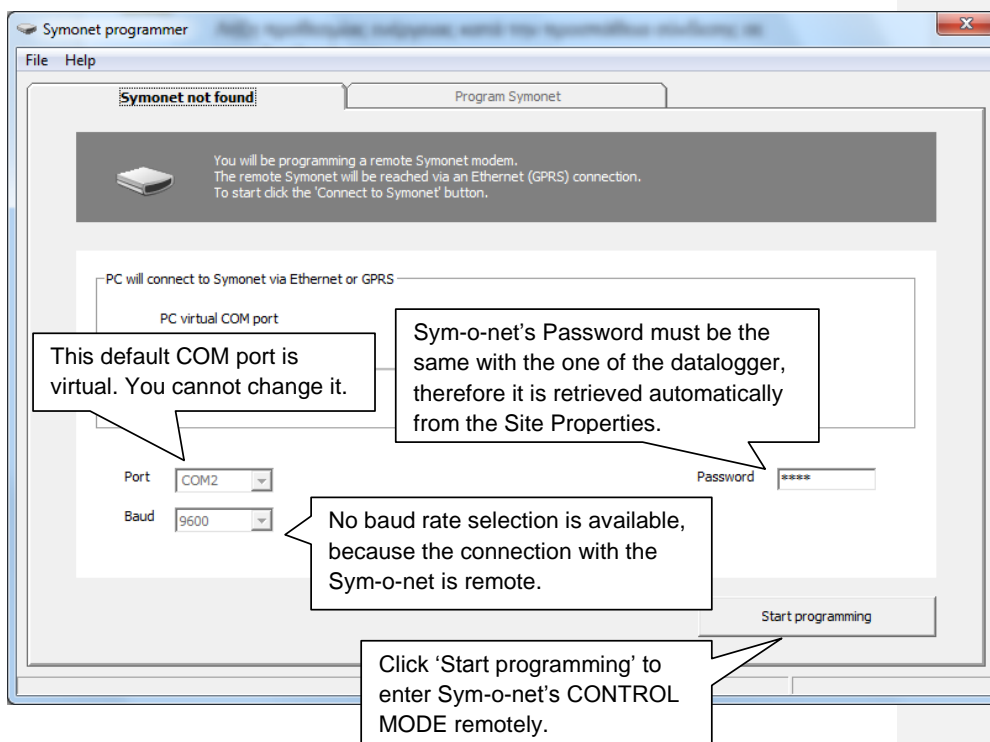 Symonet programmer
File Help
Symonet not found
Program Symonet
You will be programming a remote Symonet modem.
The remote Symonet will be reached via an Ethernet (GPRS) connection.
To start click the 'Connect to Symonet' button.
PC will connect to Symonet via Ethernet or GPRS
PC virtual COM port
This default COM port is
virtual. You cannot change it.
Sym-o-net’s Password must be the
same with the one of the datalogger,
therefore it is retrieved automatically
from the Site Properties.
Port COM2
Password ****
Baud 9600
No baud rate selection is available,
because the connection with the
Sym-o-net is remote.
Start programming
Click ‘Start programming’ to
enter Sym-o-net’s CONTROL
MODE remotely.